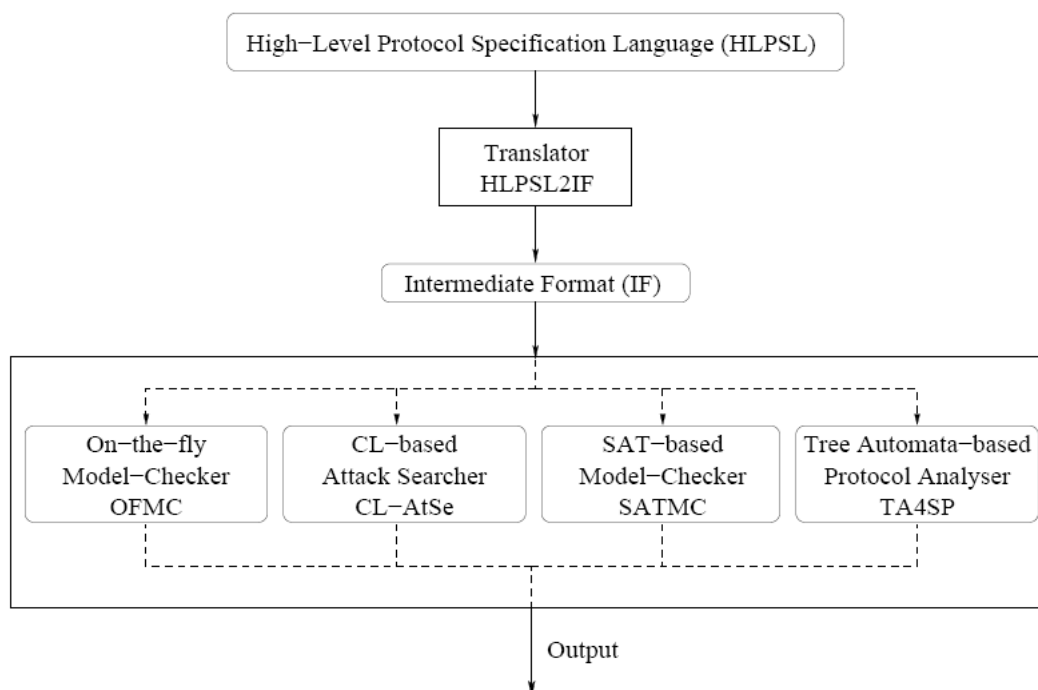 High−Level Protocol Specification Language (HLPSL)
Translator
HLPSL2IF
Intermediate Format (IF)
On−the−fly
Model−Checker
OFMC
CL−based
Attack Searcher
CL−AtSe
SAT−based
Model−Checker
SATMC
Tree Automata−based
Protocol Analyser
TA4SP
Output